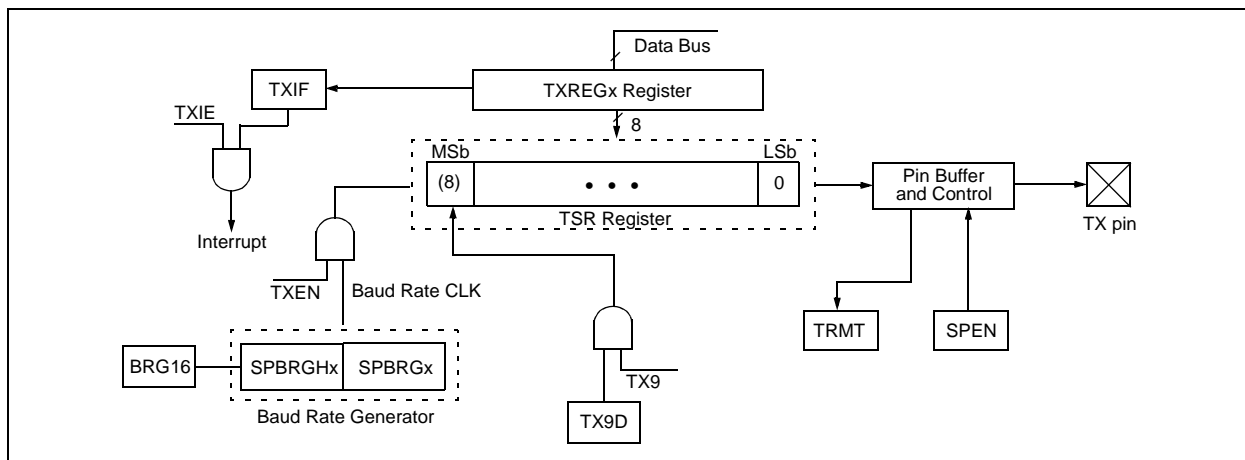 Data Bus
TXIF
TXREGx Register
TXIE
8
MSb
LSb
(8)
• • •
0
Pin Buffer
and Control
TSR Register
TX pin
Interrupt
TXEN
Baud Rate CLK
TRMT
SPEN
BRG16
SPBRGHx
SPBRGx
TX9
Baud Rate Generator
TX9D